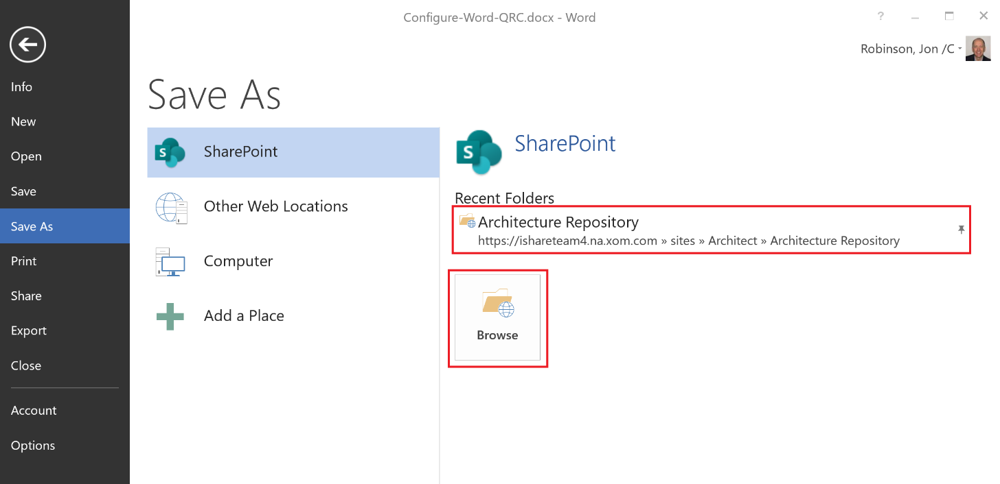 Configure-Word-QRC.docx - Word
?
Robinson, Jon /C
Info
New
Open
Save
Save As
Print
Share
Export
Close
Account
Options
Save As
S SharePoint
Other Web Locations
Computer
Add a Place
S SharePoint
Recent Folders
Architecture Repository
https://ishareteam4.na.xom.com » sites » Architect » Architecture Repository
Browse